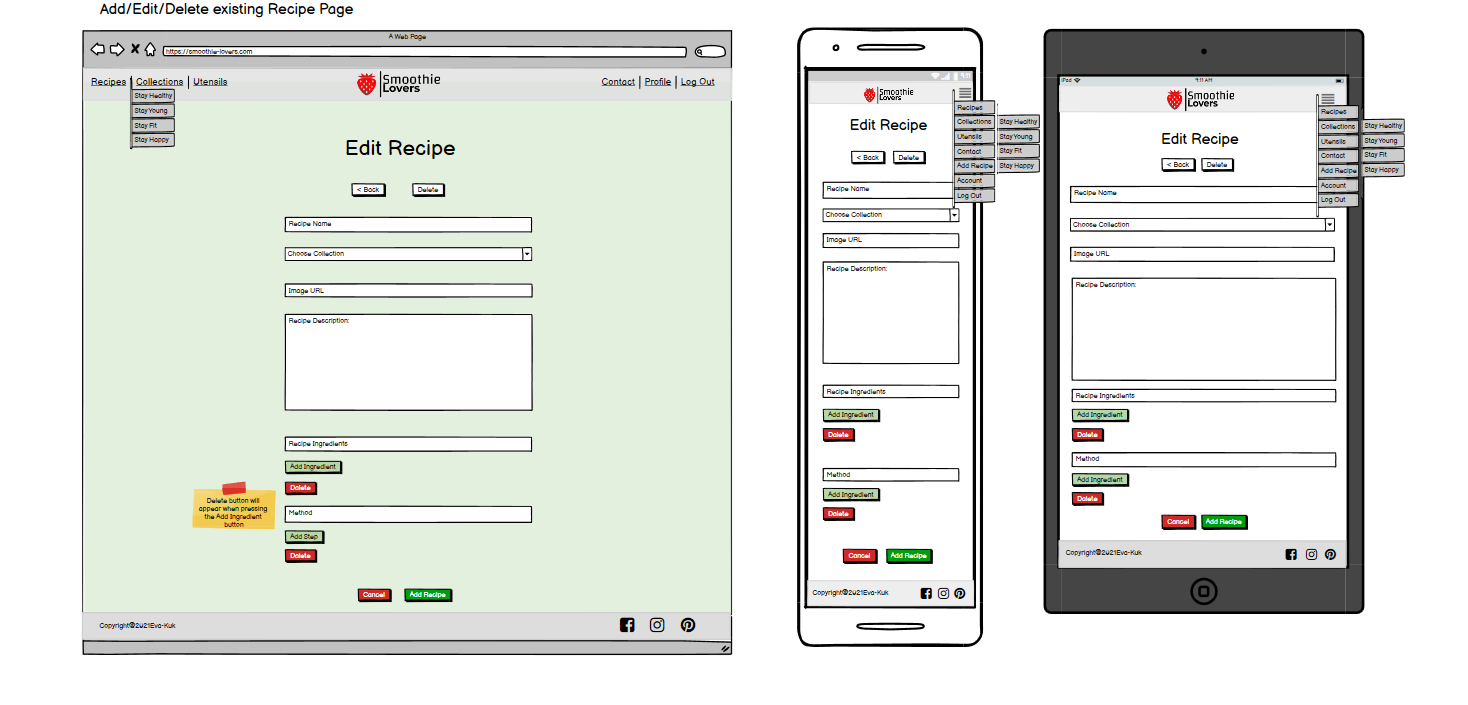 Add/Edit/Delete existing Recipe Page
A Web Page
https://smoothie-lovers.com
Recipes Collections Utensils
Smoothie
Lovers
Contact Profile Log Out
Stay Healthy
Stay Young
Stay Fit
Stay Happy
Edit Recipe
< Back Delete
Recipe Name
Choose Collection
Image URL
Recipe Description:
Recipe Ingredients
Add Ingredient
Delete
Delete button will
appear when pressing
the Add Ingredient
button
Method
Add Step
Delete
Cancel Add Recipe
Copyright@2021Eva-Kuk
9:11
Smoothie
Lovers
Recipes
Collections Stay Healthy
Utensils Stay Young
Contact Stay Fit
Add Recipe Stay Happy
Account
Log Out
Edit Recipe
< Back Delete
Recipe Name
Choose Collection
Image URL
Recipe Description:
Recipe Ingredients
Add Ingredient
Delete
Method
Add Ingredient
Delete
Cancel Add Recipe
Copyright@2021Eva-Kuk
iPad 9:11 AM
Smoothie
Lovers
Recipes
Collections Stay Healthy
Utensils Stay Young
Contact Stay Fit
Add Recipe Stay Happy
Account
Log Out
Edit Recipe
< Back Delete
Recipe Name
Choose Collection
Image URL
Recipe Description:
Recipe Ingredients
Add Ingredient
Delete
Method
Add Ingredient
Delete
Cancel Add Recipe
Copyright@2021Eva-Kuk